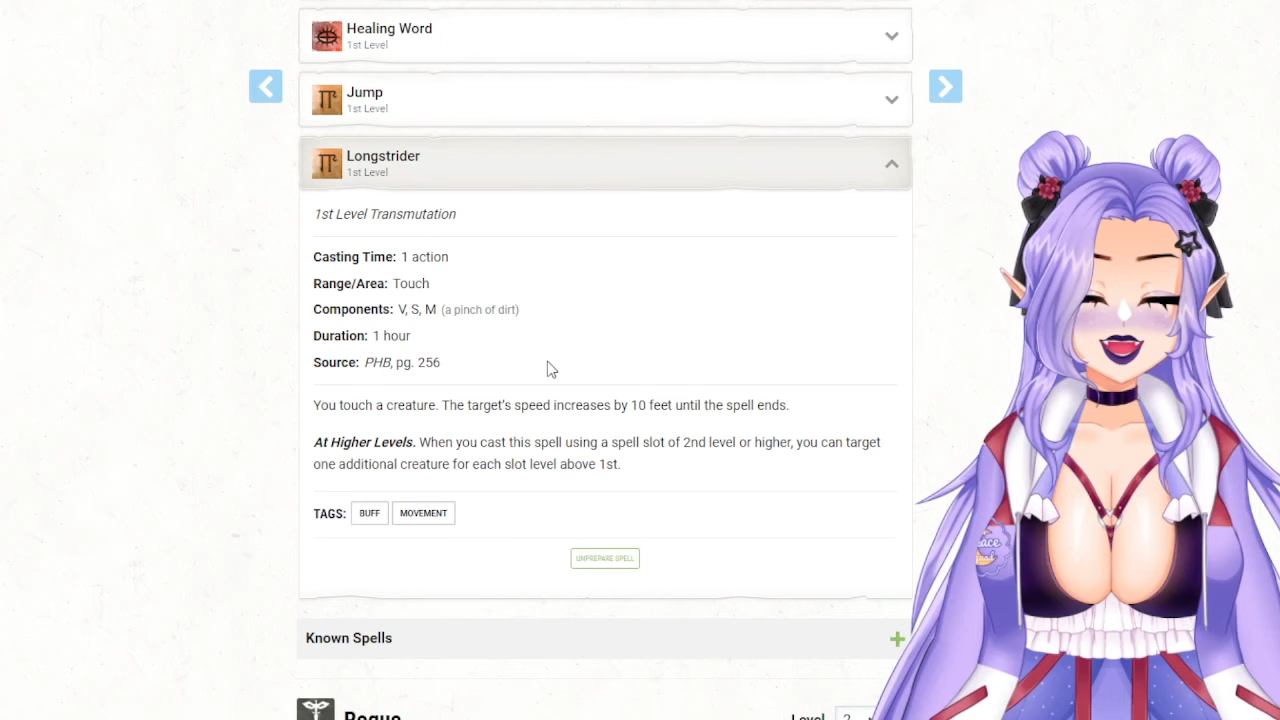 Healing Word
1st Level
Jump
1st Level
Longstrider
1st Level
1st Level Transmutation
Casting Time: 1 action
Range/Area: Touch
Components: V, S, M (a pinch of dirt)
Duration: 1 hour
Source: PHB, pg. 256
You touch a creature. The target's speed increases by 10 feet until the spell ends.
At Higher Levels. When you cast this spell using a spell slot of 2nd level or higher, you can target
one additional creature for each slot level above 1st.
TAGS: BUFF MOVEMENT
UNPREPARE SPELL
Known Spells
Rogue Level 2